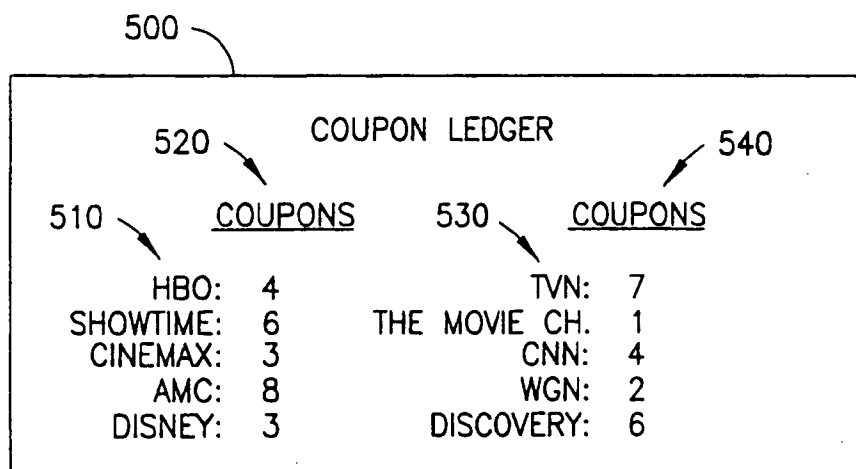 500
COUPON LEDGER
520
540
510
COUPONS
530
COUPONS
HBO: 4
SHOWTIME: 6
CINEMAX: 3
AMC: 8
DISNEY: 3
TVN: 7
THE MOVIE CH. 1
CNN: 4
WGN: 2
DISCOVERY: 6